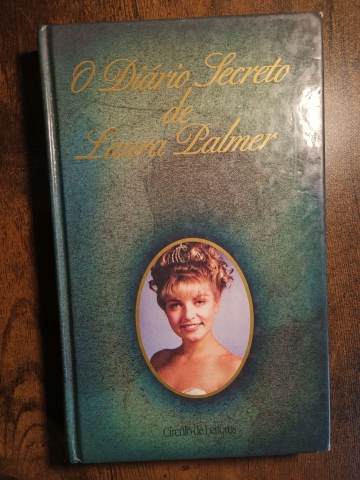 O Diário Secreto
de
Laura Palmer
Círculo de Leitores